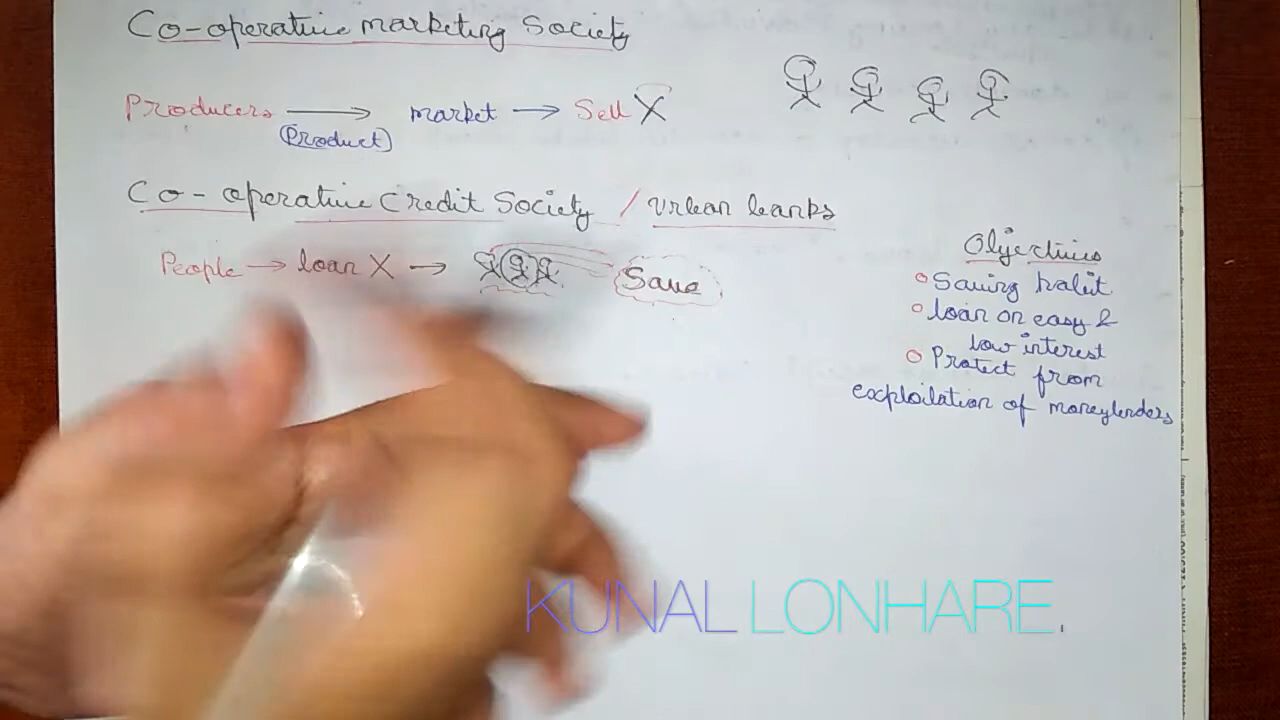 Co-operative marketing Society
Producers → market → Sell X
(Product)
Co-operative Credit Society / Urban banks
People → loan X →
Save
Objectives
○ Saving habit
○ loan on easy &
low interest
○ Protect from
exploitation of moneylenders
KUNAL LONHARE.